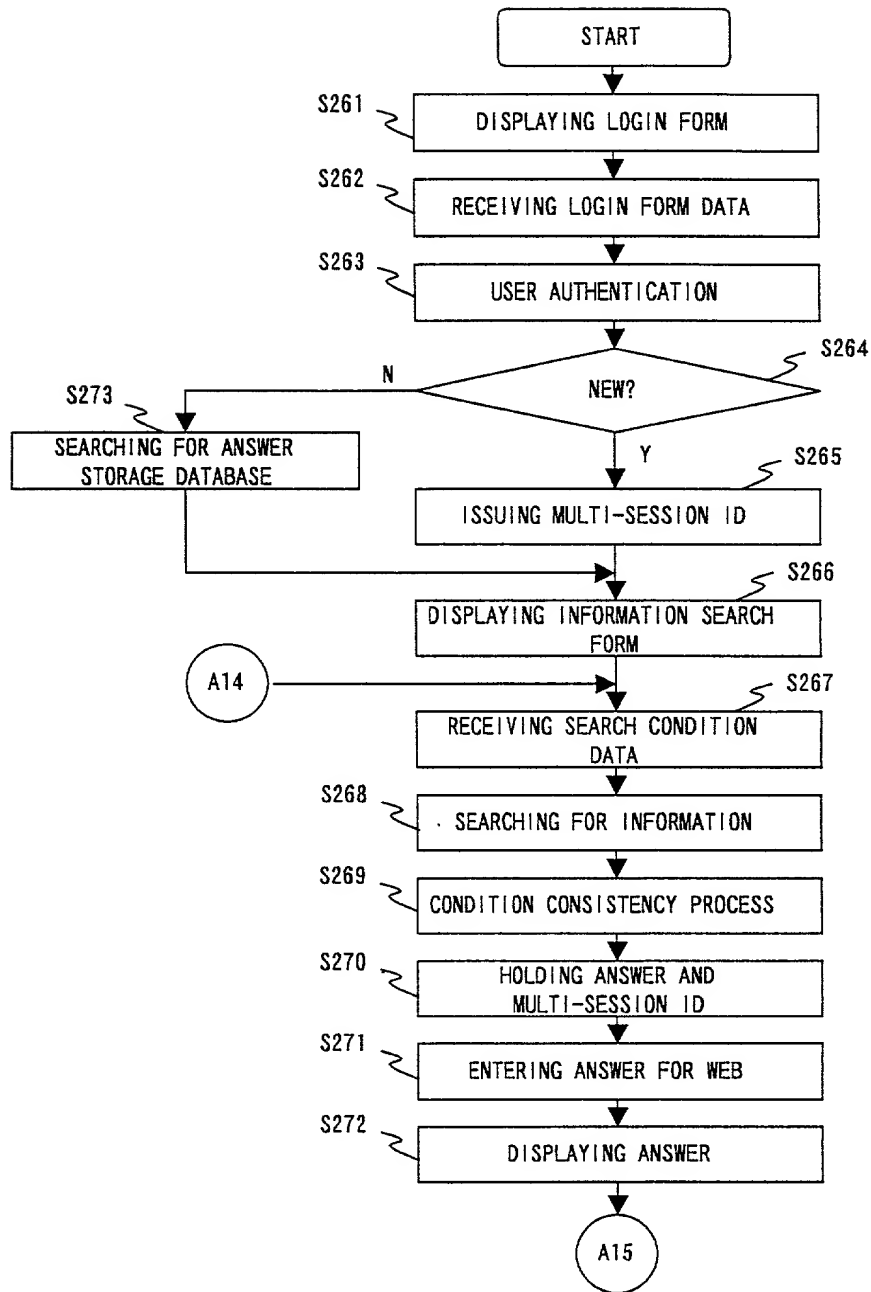 START
S261
DISPLAYING LOGIN FORM
S262
RECEIVING LOGIN FORM DATA
S263
USER AUTHENTICATION
S264
NEW?
N
Y
S273
SEARCHING FOR ANSWER
STORAGE DATABASE
S265
ISSUING MULTI-SESSION ID
S266
DISPLAYING INFORMATION SEARCH
FORM
A14
S267
RECEIVING SEARCH CONDITION
DATA
S268
SEARCHING FOR INFORMATION
S269
CONDITION CONSISTENCY PROCESS
S270
HOLDING ANSWER AND
MULTI-SESSION ID
S271
ENTERING ANSWER FOR WEB
S272
DISPLAYING ANSWER
A15